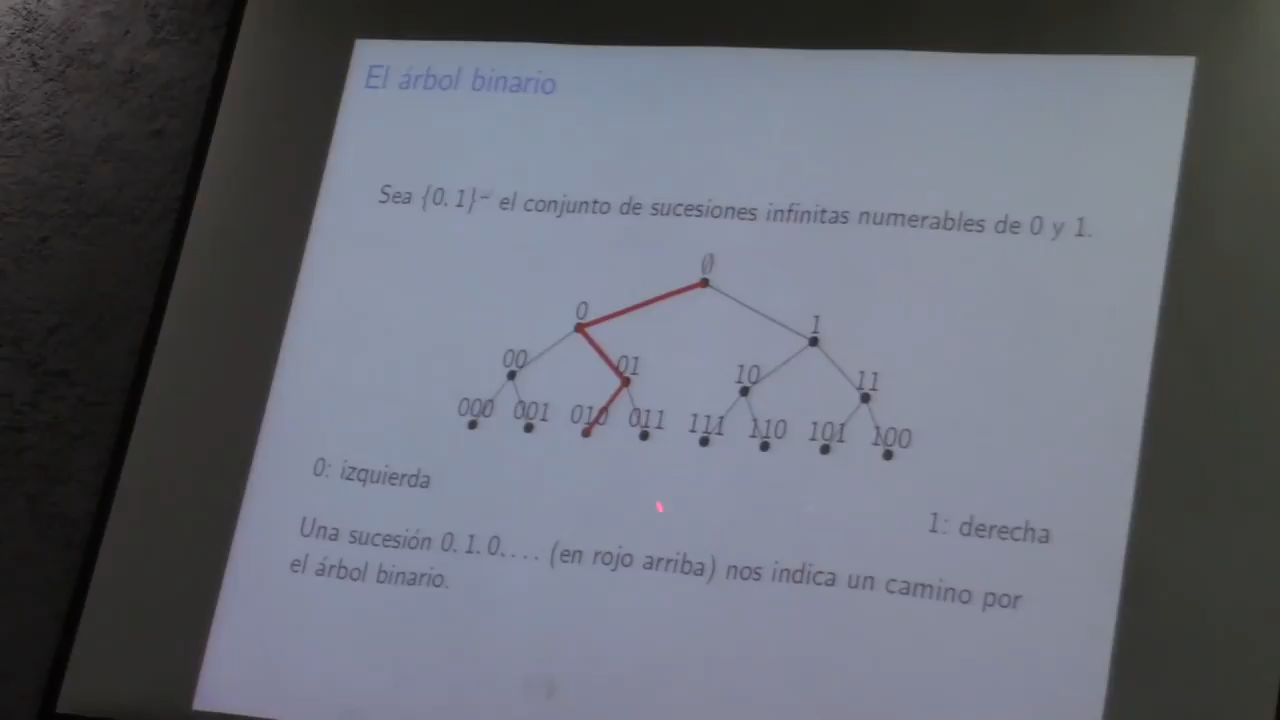 El árbol binario
Sea {0, 1}^ω el conjunto de sucesiones infinitas numerables de 0 y 1.
∅
0 1
00 01 10 11
000 001 010 011 111 110 101 100
0: izquierda
1: derecha
Una sucesión 0, 1, 0, . . . (en rojo arriba) nos indica un camino por
el árbol binario.